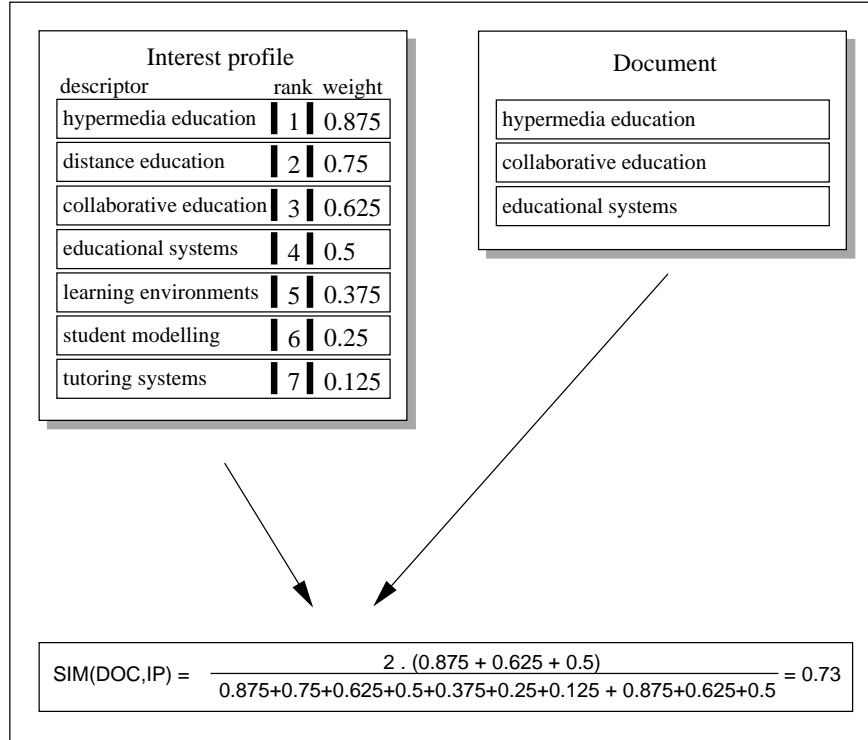 Interest profile
descriptor rank weight
hypermedia education 1 0.875
distance education 2 0.75
collaborative education 3 0.625
educational systems 4 0.5
learning environments 5 0.375
student modelling 6 0.25
tutoring systems 7 0.125
Document
hypermedia education
collaborative education
educational systems
2 . (0.875 + 0.625 + 0.5)
SIM(DOC,IP) = = 0.73
0.875+0.75+0.625+0.5+0.375+0.25+0.125 + 0.875+0.625+0.5